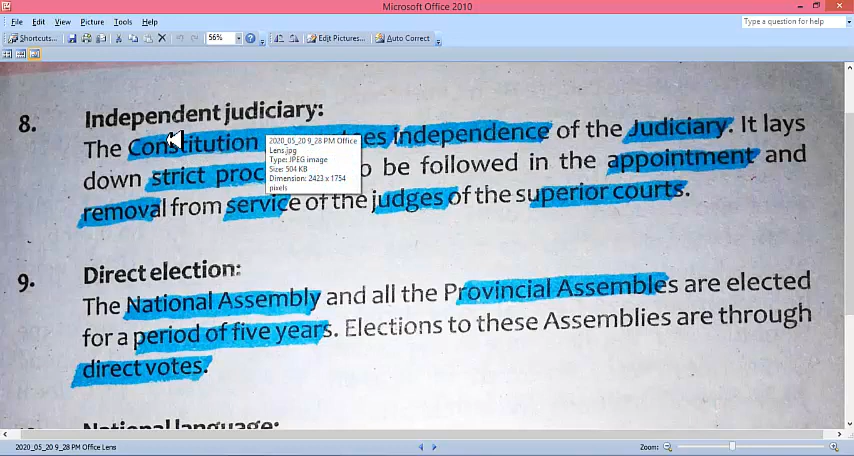 Microsoft Office 2010
File Edit View Picture Tools Help
Type a question for help
Shortcuts... 56% Edit Pictures... Auto Correct
8. Independent judiciary:
The Constitution independence of the Judiciary. It lays
down strict to be followed in the appointment and
removal from service of the judges of the superior courts.
2020_05_20 9_28 PM Office
Lens.jpg
Type: JPEG image
Size: 504 KB
Dimension: 2423 x 1754
pixels
9. Direct election:
The National Assembly and all the Provincial Assembles are elected
for a period of five years. Elections to these Assemblies are through
direct votes.
National language:
2020_05_20 9_28 PM Office Lens
Zoom: